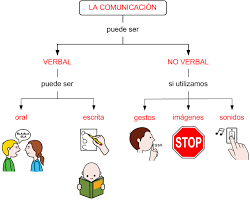 LA COMUNICACIÓN
puede ser
VERBAL
NO VERBAL
puede ser
si utilizamos
oral
escrita
gestos
imágenes
sonidos
STOP